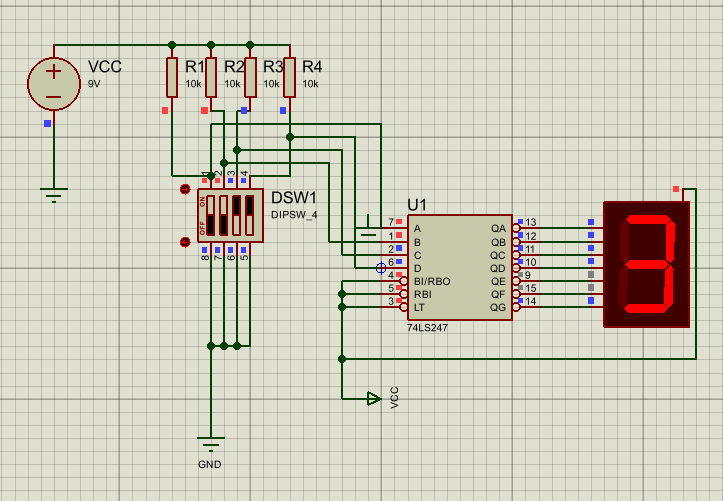 VCC
9V
R1
10k
R2
10k
R3
10k
R4
10k
1
2
3
4
ON
OFF
DSW1
DIPSW_4
8
7
6
5
U1
7 A QA 13
1 B QB 12
2 C QC 11
6 D QD 10
4 BI/RBO QE 9
5 RBI QF 15
3 LT QG 14
74LS247
3
VCC
GND